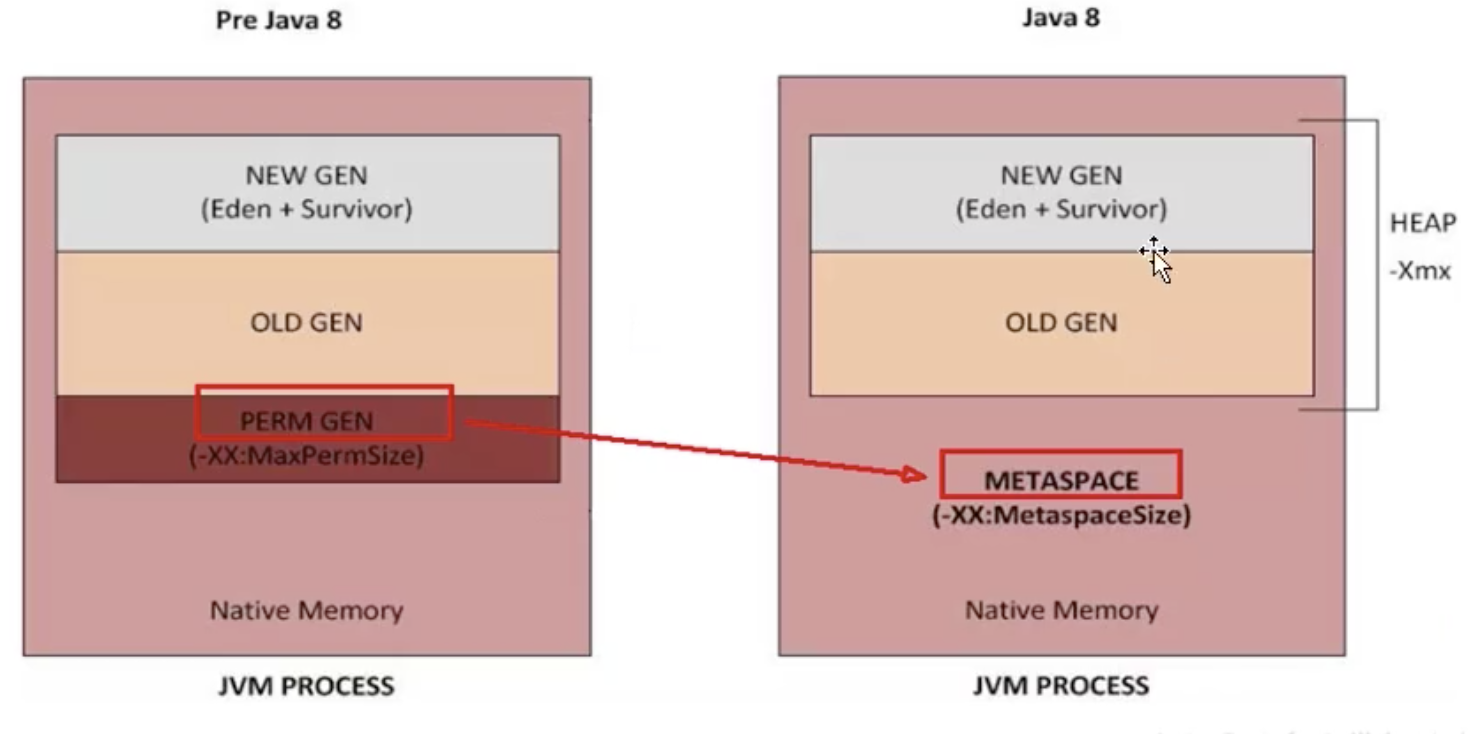 Pre Java 8
NEW GEN
(Eden + Survivor)
OLD GEN
PERM GEN
(-XX:MaxPermSize)
Native Memory
JVM PROCESS
Java 8
NEW GEN
(Eden + Survivor)
OLD GEN
HEAP
-Xmx
METASPACE
(-XX:MetaspaceSize)
Native Memory
JVM PROCESS